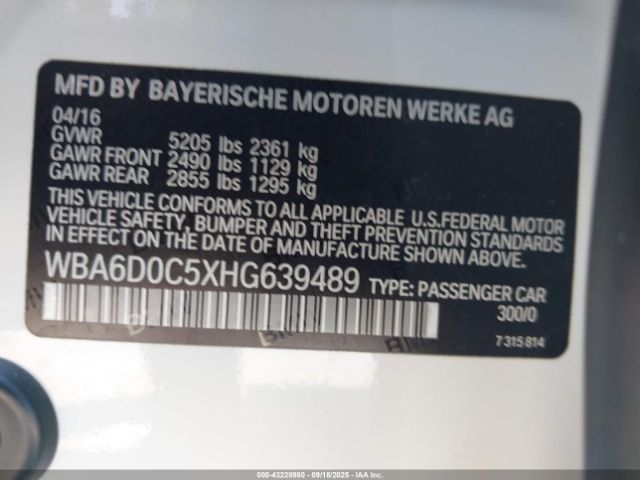 MFD BY BAYERISCHE MOTOREN WERKE AG
04/16
GVWR 5205 lbs 2361 kg
GAWR FRONT 2490 lbs 1129 kg
GAWR REAR 2855 lbs 1295 kg
THIS VEHICLE CONFORMS TO ALL APPLICABLE U.S.FEDERAL MOTOR
VEHICLE SAFETY, BUMPER AND THEFT PREVENTION STANDARDS
IN EFFECT ON THE DATE OF MANUFACTURE SHOWN ABOVE.
WBA6D0C5XHG639489 TYPE: PASSENGER CAR
300/0
7 315 814
000-43228980 09/18/2025 IAAI.COM